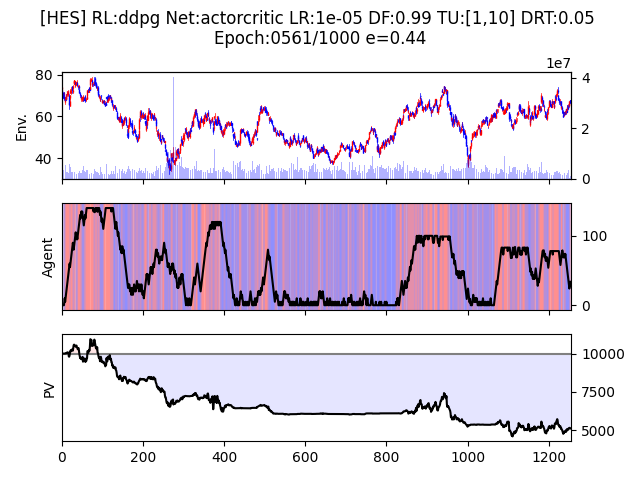 [HES] RL:ddpg Net:actorcritic LR:1e-05 DF:0.99 TU:[1,10] DRT:0.05
Epoch:0561/1000 e=0.44
1e7
80
60
40
Env.
4
2
0
Agent
100
0
PV
10000
7500
5000
0 200 400 600 800 1000 1200